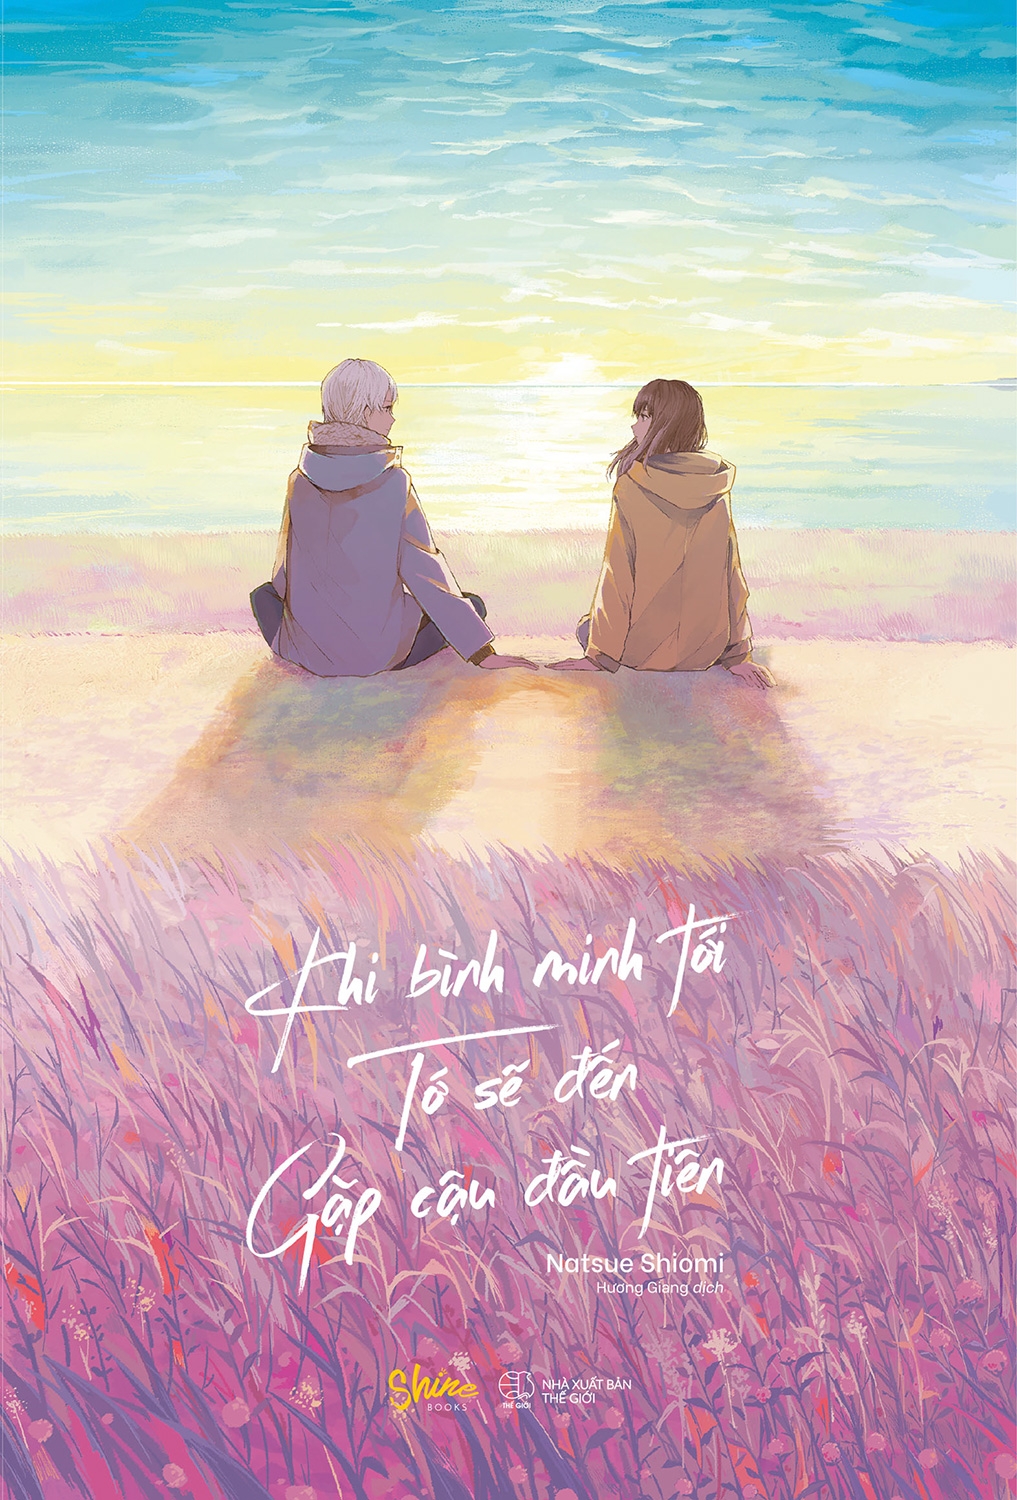 Khi bình minh tới
Tớ sẽ đến
Gặp cậu đầu tiên
Natsue Shiomi
Hương Giang dịch
Shine
BOOKS
THẾ GIỚI
NHÀ XUẤT BẢN
THẾ GIỚI